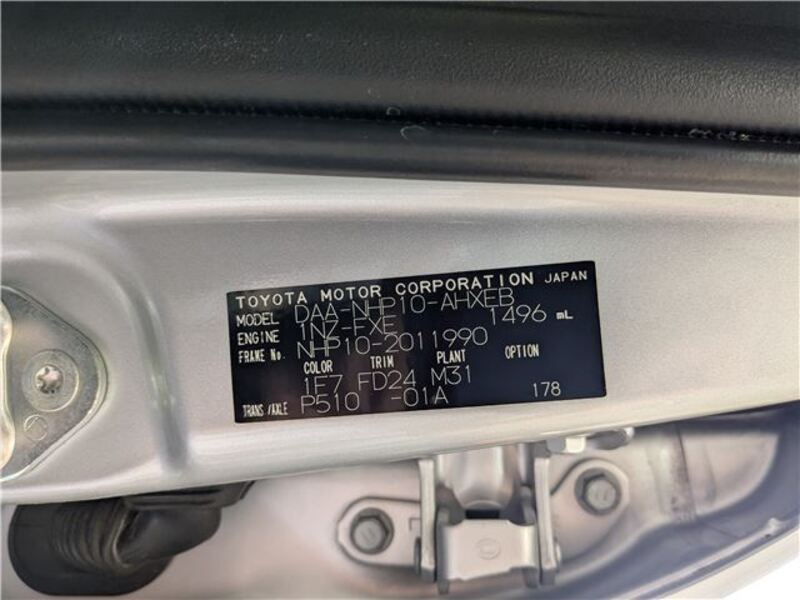 TOYOTA MOTOR CORPORATION JAPAN
MODEL DAA-NHP10-AHXEB
ENGINE 1NZ-FXE 1496 mL
FRAME No. NHP10-2011990
COLOR TRIM PLANT OPTION
1F7 FD24 M31
TRANS./AXLE P510 -01A 178